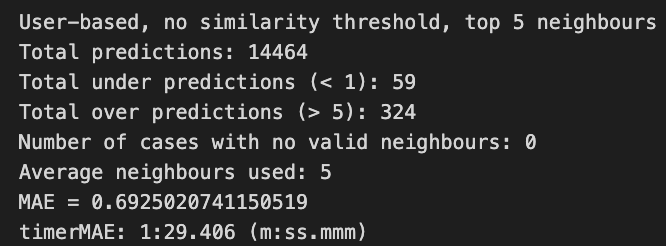 User-based, no similarity threshold, top 5 neighbours
Total predictions: 14464
Total under predictions (< 1): 59
Total over predictions (> 5): 324
Number of cases with no valid neighbours: 0
Average neighbours used: 5
MAE = 0.6925020741150519
timerMAE: 1:29.406 (m:ss.mmm)